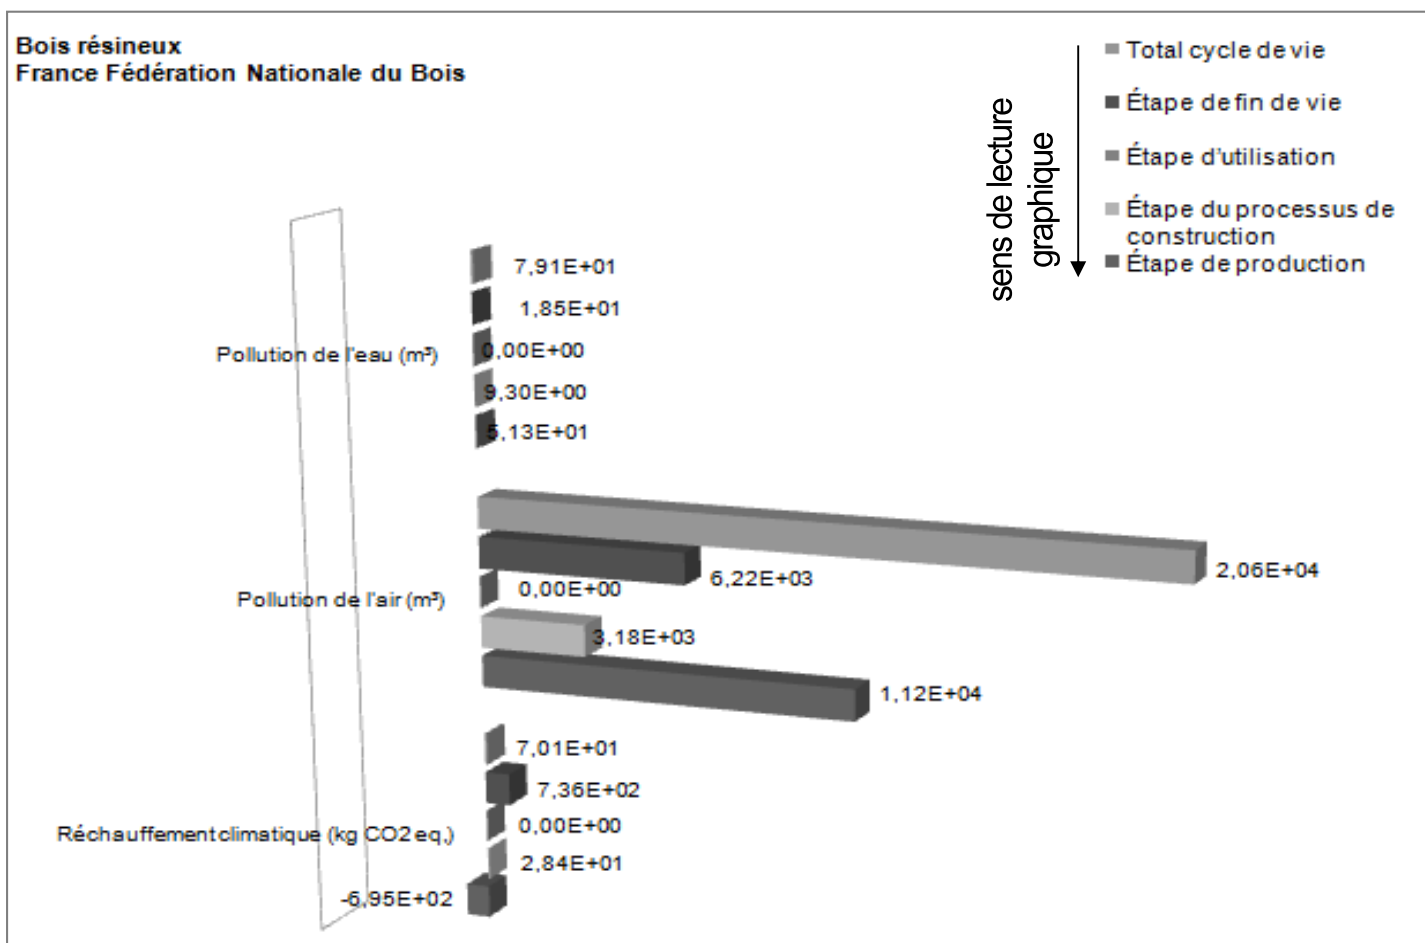 Bois résineux
France Fédération Nationale du Bois
sens de lecture
graphique
Total cycle de vie
Étape de fin de vie
Étape d'utilisation
Étape du processus de
construction
Étape de production
Pollution de l'eau (m³)
7,91E+01
1,85E+01
0,00E+00
9,30E+00
5,13E+01
Pollution de l'air (m³)
2,06E+04
6,22E+03
0,00E+00
3,18E+03
1,12E+04
Réchauffement climatique (kg CO2 eq,)
7,01E+01
7,36E+02
0,00E+00
2,84E+01
-6,95E+02